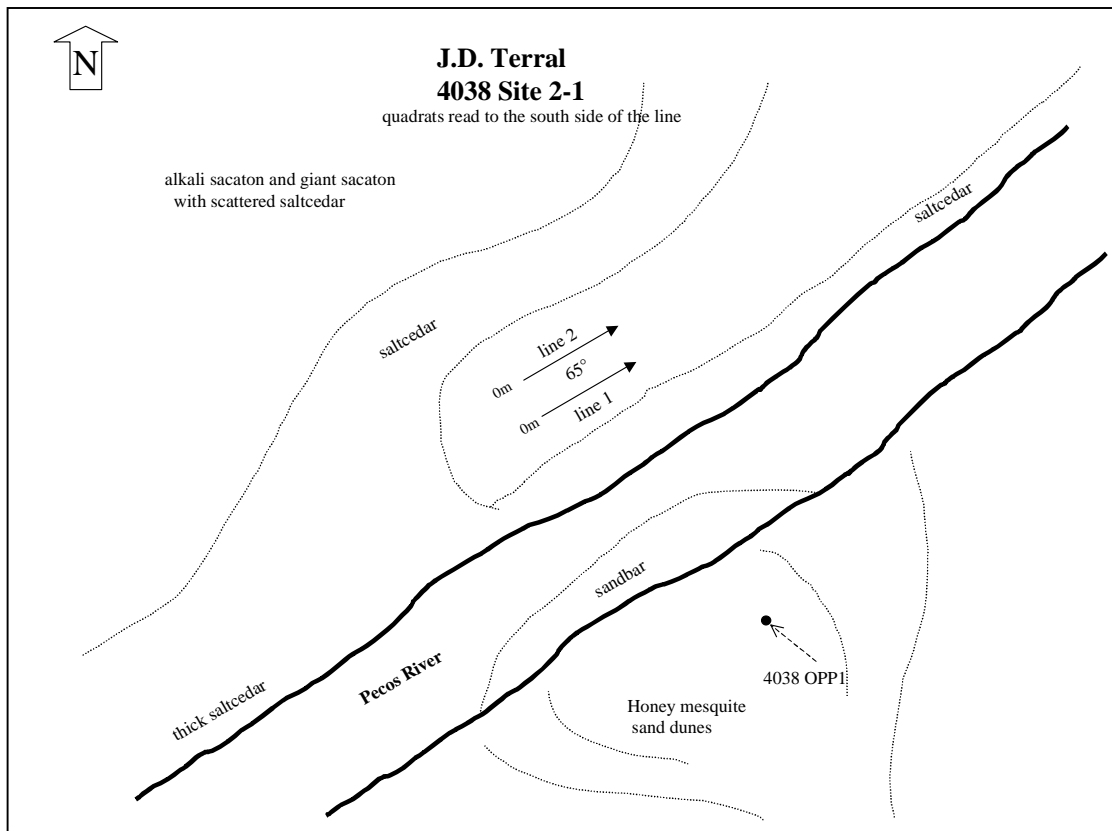 N
J.D. Terral
4038 Site 2-1
quadrats read to the south side of the line
alkali sacaton and giant sacaton
with scattered saltcedar
saltcedar
saltcedar
line 2
0m
65°
0m
line 1
sandbar
4038 OPP1
Pecos River
thick saltcedar
Honey mesquite
sand dunes